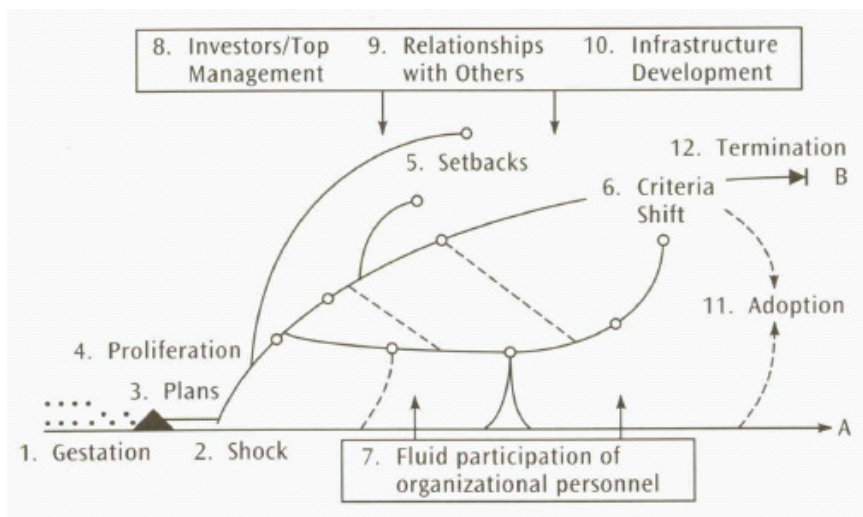 8. Investors/Top Management
9. Relationships with Others
10. Infrastructure Development
12. Termination
B
5. Setbacks
6. Criteria Shift
11. Adoption
4. Proliferation
3. Plans
A
1. Gestation
2. Shock
7. Fluid participation of organizational personnel